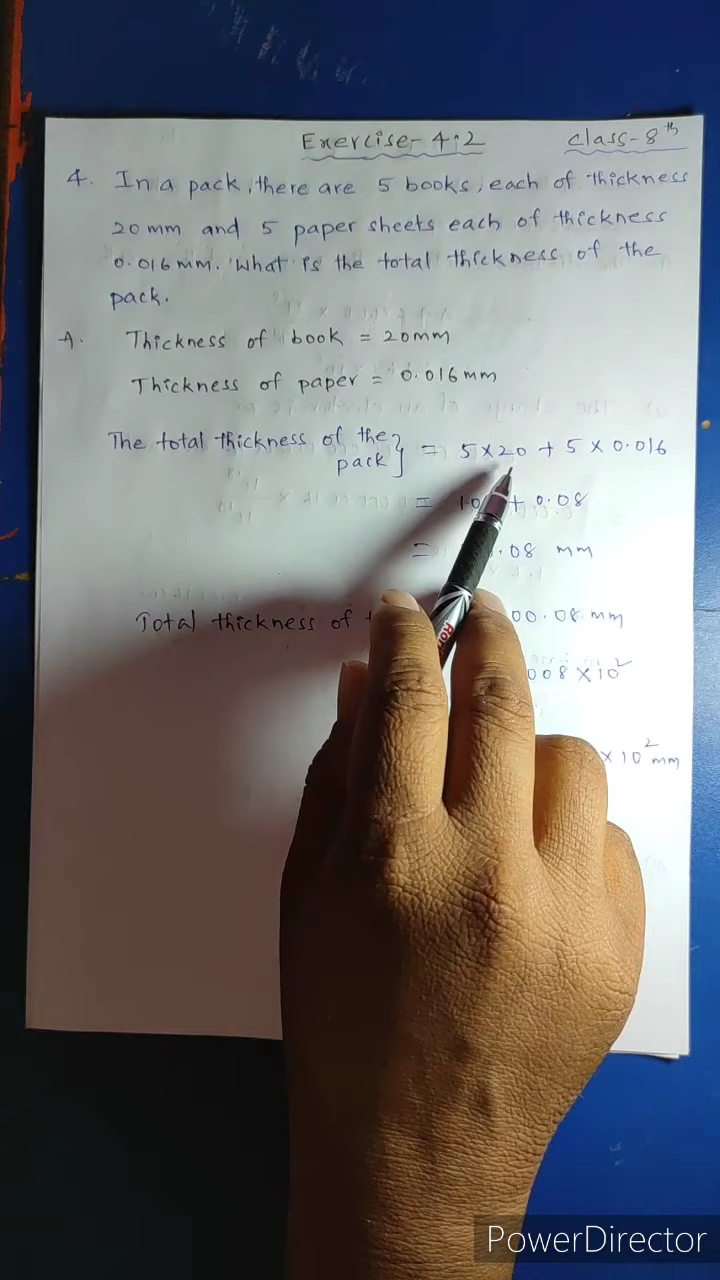 Exercise-4.2 Class-8th
4. In a pack, there are 5 books, each of thickness
20mm and 5 paper sheets each of thickness
0.016mm. What is the total thickness of the
pack.
A. Thickness of book = 20mm
Thickness of paper = 0.016mm
The total thickness of the pack} = 5×20 + 5 × 0.016
= 10 + 0.08
= .08 mm
Total thickness of 00.08 mm
008 × 10²
× 10² mm
PowerDirector